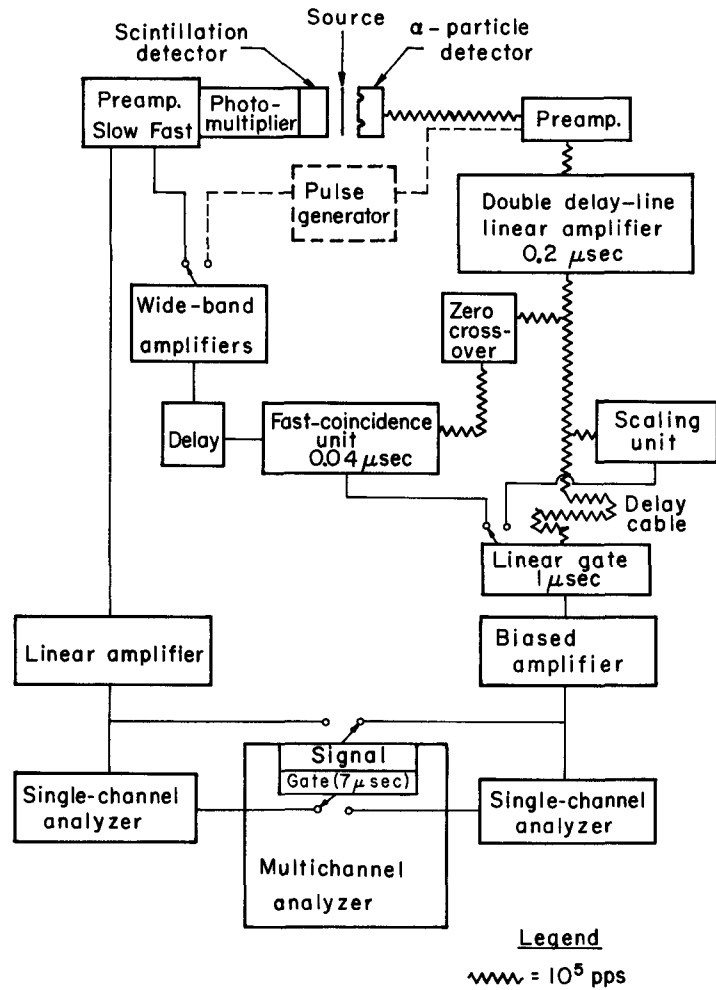 Source
Scintillation
detector
α-particle
detector
Preamp.
Slow Fast
Photo-
multiplier
Preamp.
Pulse
generator
Double delay-line
linear amplifier
0.2 μsec
Wide-band
amplifiers
Zero
cross-
over
Delay
Fast-coincidence
unit
0.04 μsec
Scaling
unit
Delay
cable
Linear gate
1 μsec
Linear amplifier
Biased
amplifier
Signal
Gate (7 μsec)
Single-channel
analyzer
Single-channel
analyzer
Multichannel
analyzer
Legend
= 10⁵ pps